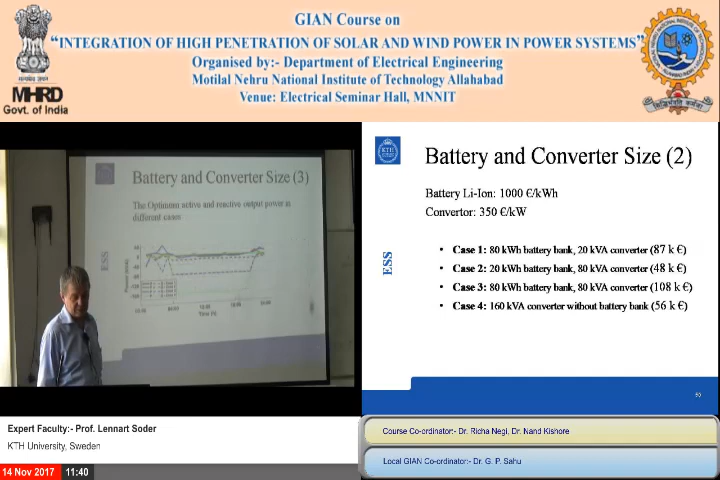 GIAN Course on
“INTEGRATION OF HIGH PENETRATION OF SOLAR AND WIND POWER IN POWER SYSTEMS”
Organised by:- Department of Electrical Engineering
Motilal Nehru National Institute of Technology Allahabad
Venue: Electrical Seminar Hall, MNNIT
MHRD
Govt. of India
Battery and Converter Size (3)
The Optimum active and reactive output power in
different cases
ESS
Time (h)
KTH
Battery and Converter Size (2)
Battery Li-Ion: 1000 €/kWh
Convertor: 350 €/kW
ESS
• Case 1: 80 kWh battery bank, 20 kVA converter (87 k €)
• Case 2: 20 kWh battery bank, 80 kVA converter (48 k €)
• Case 3: 80 kWh battery bank, 80 kVA converter (108 k €)
• Case 4: 160 kVA converter without battery bank (56 k €)
Expert Faculty:- Prof. Lennart Soder
KTH University, Sweden
14 Nov 2017 11:40
Course Co-ordinator:- Dr. Richa Negi, Dr. Nand Kishore
Local GIAN Co-ordinator:- Dr. G. P. Sahu